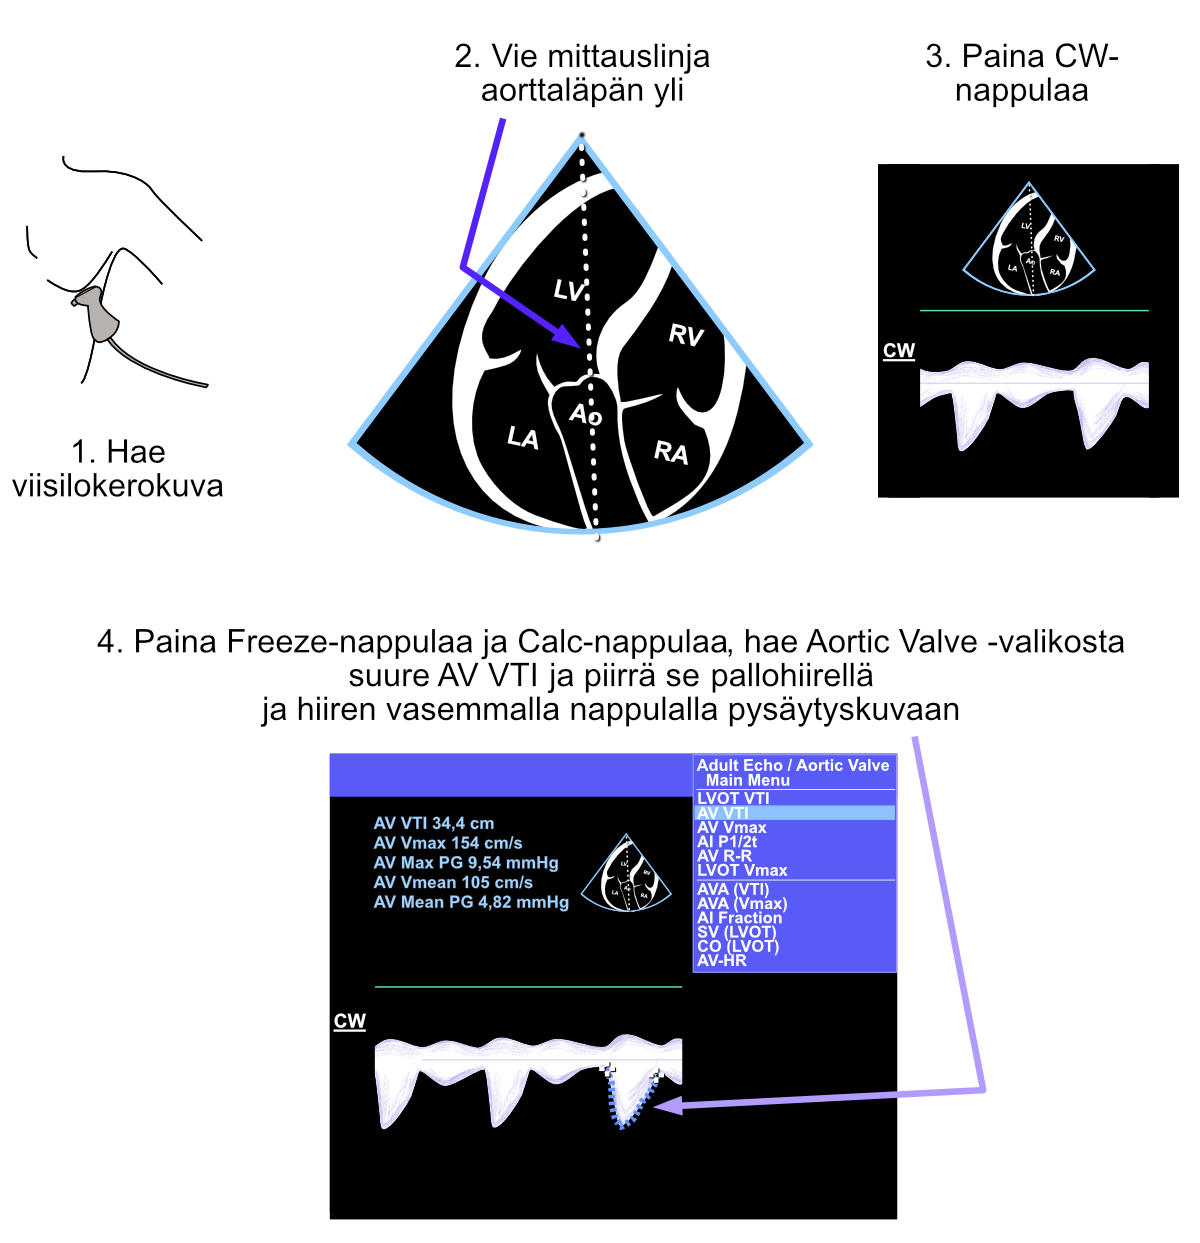 2. Vie mittauslinja
aorttaläpän yli
3. Paina CW-
nappulaa
1. Hae
viisilokerokuva
LV
RV
Ao
LA
RA
LV
RV
Ao
LA
RA
CW
4. Paina Freeze-nappulaa ja Calc-nappulaa, hae Aortic Valve -valikosta
suure AV VTI ja piirrä se pallohiirellä
ja hiiren vasemmalla nappulalla pysäytyskuvaan
Adult Echo / Aortic Valve
Main Menu
LVOT VTI
AV VTI
AV Vmax
AI P1/2t
AV R-R
LVOT Vmax
AVA (VTI)
AVA (Vmax)
AI Fraction
SV (LVOT)
CO (LVOT)
AV-HR
AV VTI 34,4 cm
AV Vmax 154 cm/s
AV Max PG 9,54 mmHg
AV Vmean 105 cm/s
AV Mean PG 4,82 mmHg
LV
RV
Ao
LA
RA
CW